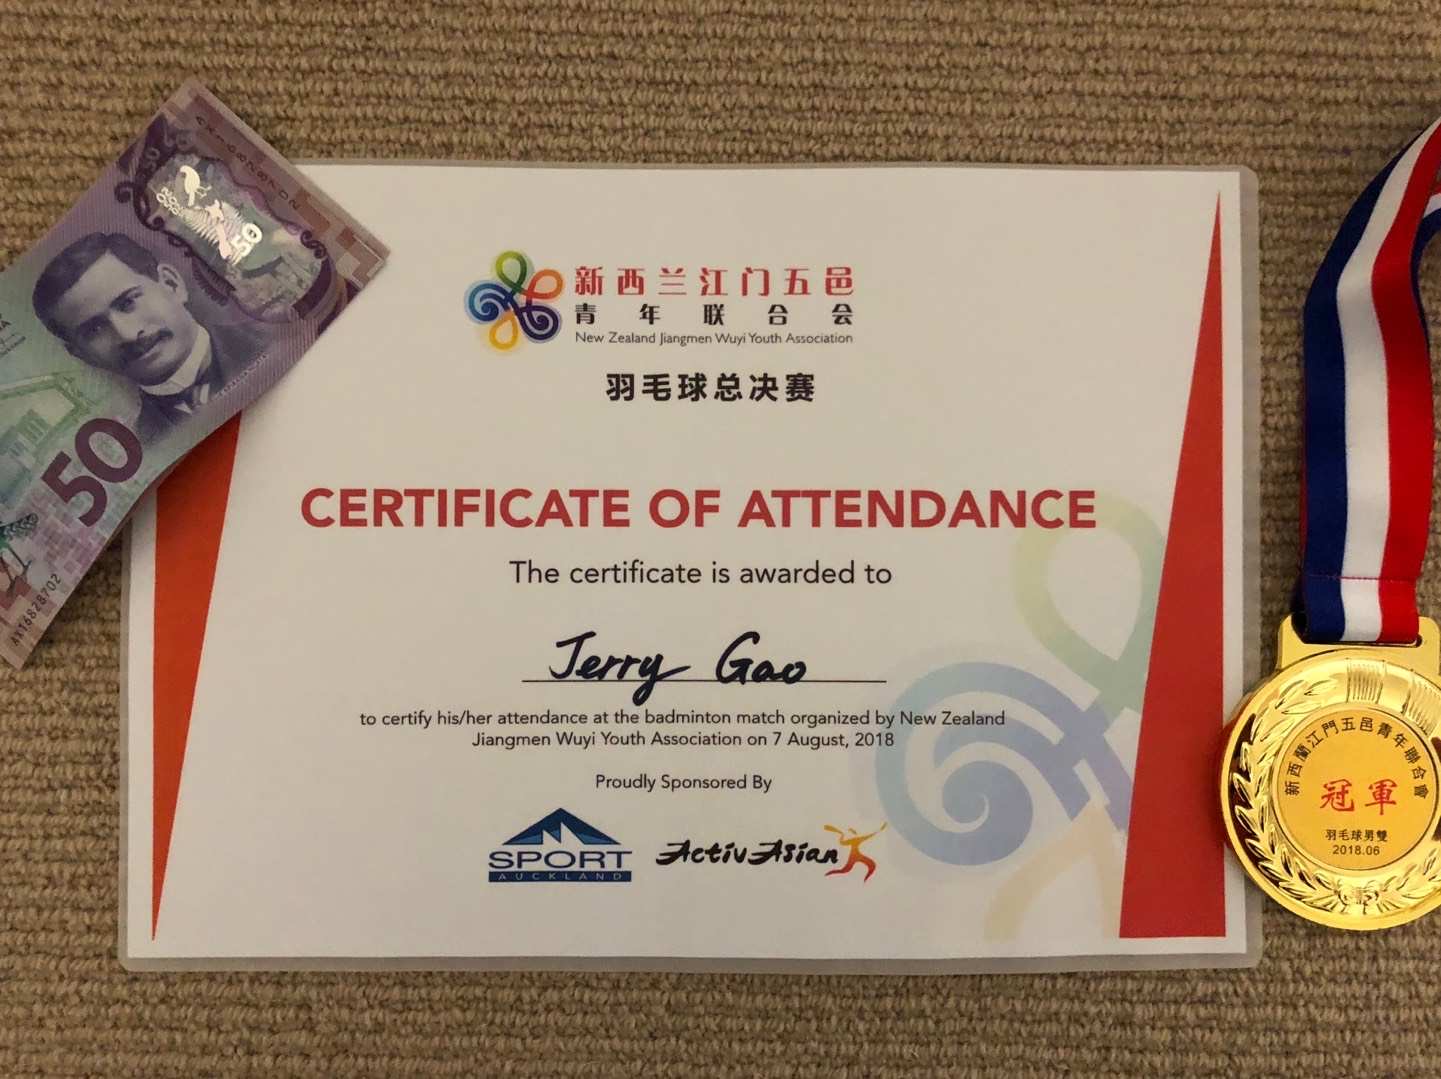 AX16828702
50
50
50
AX16828702
新西兰江门五邑
青年联合会
New Zealand Jiangmen Wuyi Youth Association
羽毛球总决赛
CERTIFICATE OF ATTENDANCE
The certificate is awarded to
Jerry Gao
to certify his/her attendance at the badminton match organized by New Zealand
Jiangmen Wuyi Youth Association on 7 August, 2018
Proudly Sponsored By
SPORT
AUCKLAND
ActivAsian
新西蘭江門五邑青年聯合會
冠軍
羽毛球男雙
2018.06